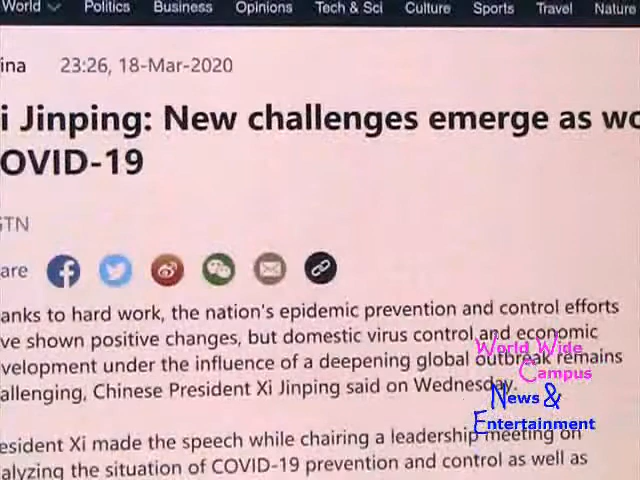 World Politics Business Opinions Tech & Sci Culture Sports Travel Nature
ina 23:26, 18-Mar-2020
i Jinping: New challenges emerge as wo
OVID-19
GTN
are
anks to hard work, the nation's epidemic prevention and control efforts
ve shown positive changes, but domestic virus control and economic
velopment under the influence of a deepening global outbreak remains
allenging, Chinese President Xi Jinping said on Wednesday.
esident Xi made the speech while chairing a leadership meeting on
alyzing the situation of COVID-19 prevention and control as well as
World Wide
Campus
News &
Entertainment